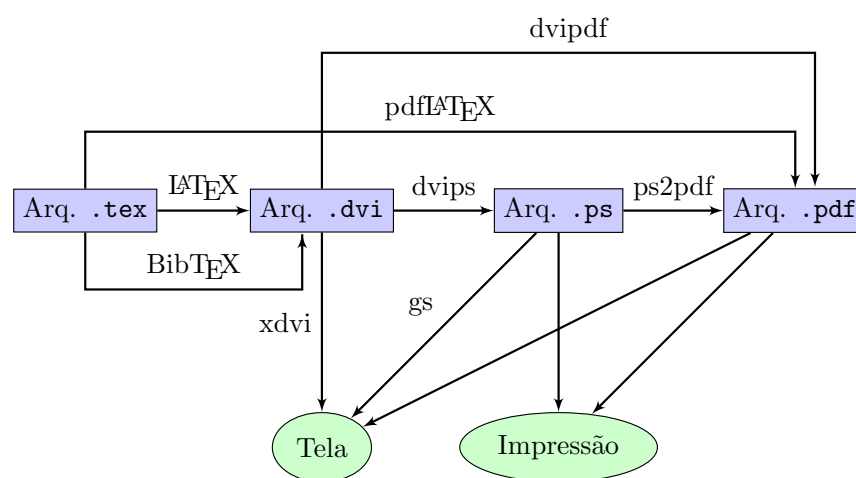 dvipdf
pdfLATEX
LATEX
dvips
ps2pdf
Arq. .tex
Arq. .dvi
Arq. .ps
Arq. .pdf
BibTEX
xdvi
gs
Tela
Impressão